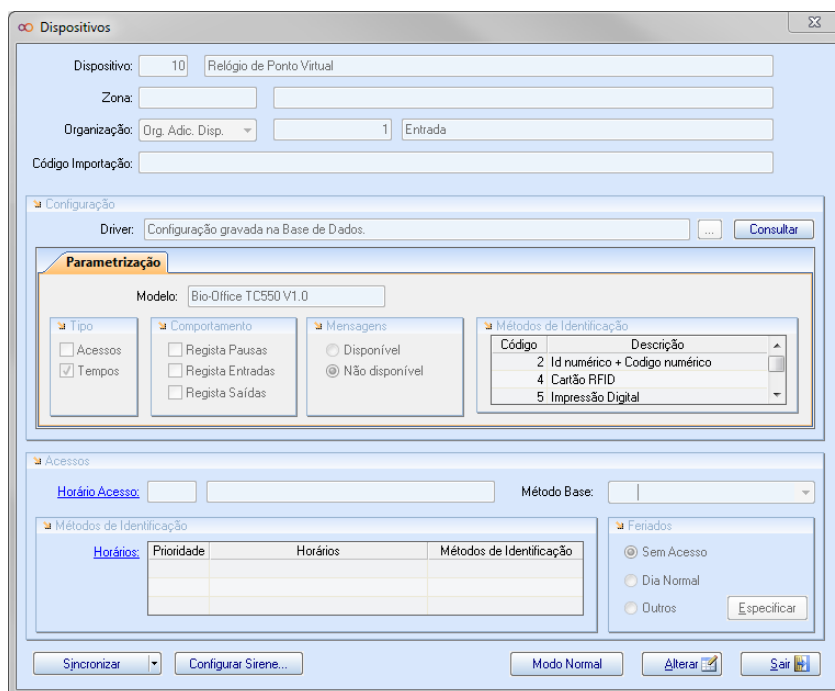 Dispositivos
Dispositivo: 10 Relógio de Ponto Virtual
Zona:
Organização: Org. Adic. Disp. 1 Entrada
Código Importação:
Configuração
Driver: Configuração gravada na Base de Dados. ... Consultar
Parametrização
Modelo: Bio-Office TC550 V1.0
Tipo Comportamento Mensagens Métodos de Identificação
Acessos Regista Pausas Disponível Código Descrição
Tempos Regista Entradas Não disponível 2 Id numérico + Codigo numérico
Regista Saídas 4 Cartão RFID
5 Impressão Digital
Acessos
Horário Acesso: Método Base:
Métodos de Identificação Feriados
Horários: Prioridade Horários Métodos de Identificação Sem Acesso
Dia Normal
Outros Especificar
Sincronizar Configurar Sirene... Modo Normal Alterar Sair